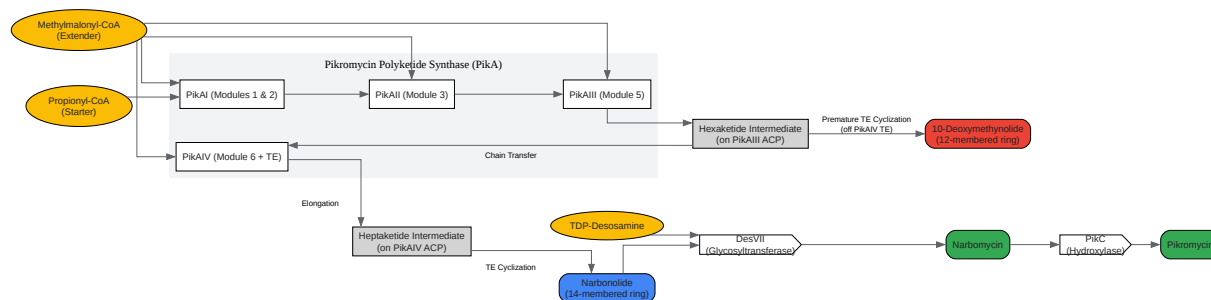 Methylmalonyl-CoA
(Extender)
Pikromycin Polyketide Synthase (PikA)
Propionyl-CoA
(Starter)
PikAI (Modules 1 & 2)
PikAII (Module 3)
PikAIII (Module 5)
Hexaketide Intermediate
(on PikAIII ACP)
Premature TE Cyclization
(off PikAIV TE)
10-Deoxymethynolide
(12-membered ring)
PikAIV (Module 6 + TE)
Chain Transfer
Elongation
Heptaketide Intermediate
(on PikAIV ACP)
TE Cyclization
TDP-Desosamine
Narbonolide
(14-membered ring)
DesVII
(Glycosyltransferase)
Narbomycin
PikC
(Hydroxylase)
Pikromycin